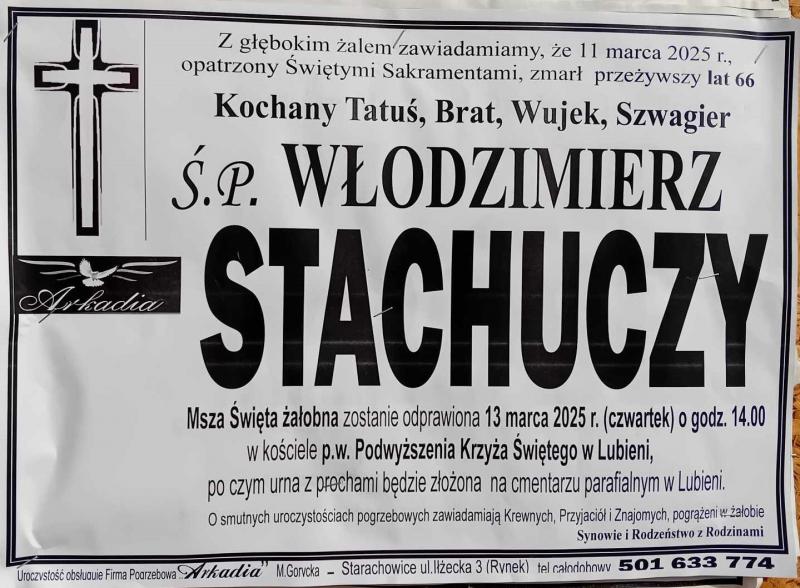 Z głębokim żalem zawiadamiamy, że 11 marca 2025 r.,
opatrzony Świętymi Sakramentami, zmarł przeżywszy lat 66
Kochany Tatuś, Brat, Wujek, Szwagier
Ś.P. WŁODZIMIERZ
STACHUCZY
Arkadia
Msza Święta żałobna zostanie odprawiona 13 marca 2025 r. (czwartek) o godz. 14.00
w kościele p.w. Podwyższenia Krzyża Świętego w Lubieni,
po czym urna z prochami będzie złożona na cmentarzu parafialnym w Lubieni.
O smutnych uroczystościach pogrzebowych zawiadamiają Krewnych, Przyjaciół i Znajomych, pogrążeni w żałobie
Synowie i Rodzeństwo z Rodzinami
Uroczystość obsługuje Firma Pogrzebowa "Arkadia" M.Gorycka – Starachowice ul.Iłżecka 3 (Rynek) tel.całodobowy 501 633 774